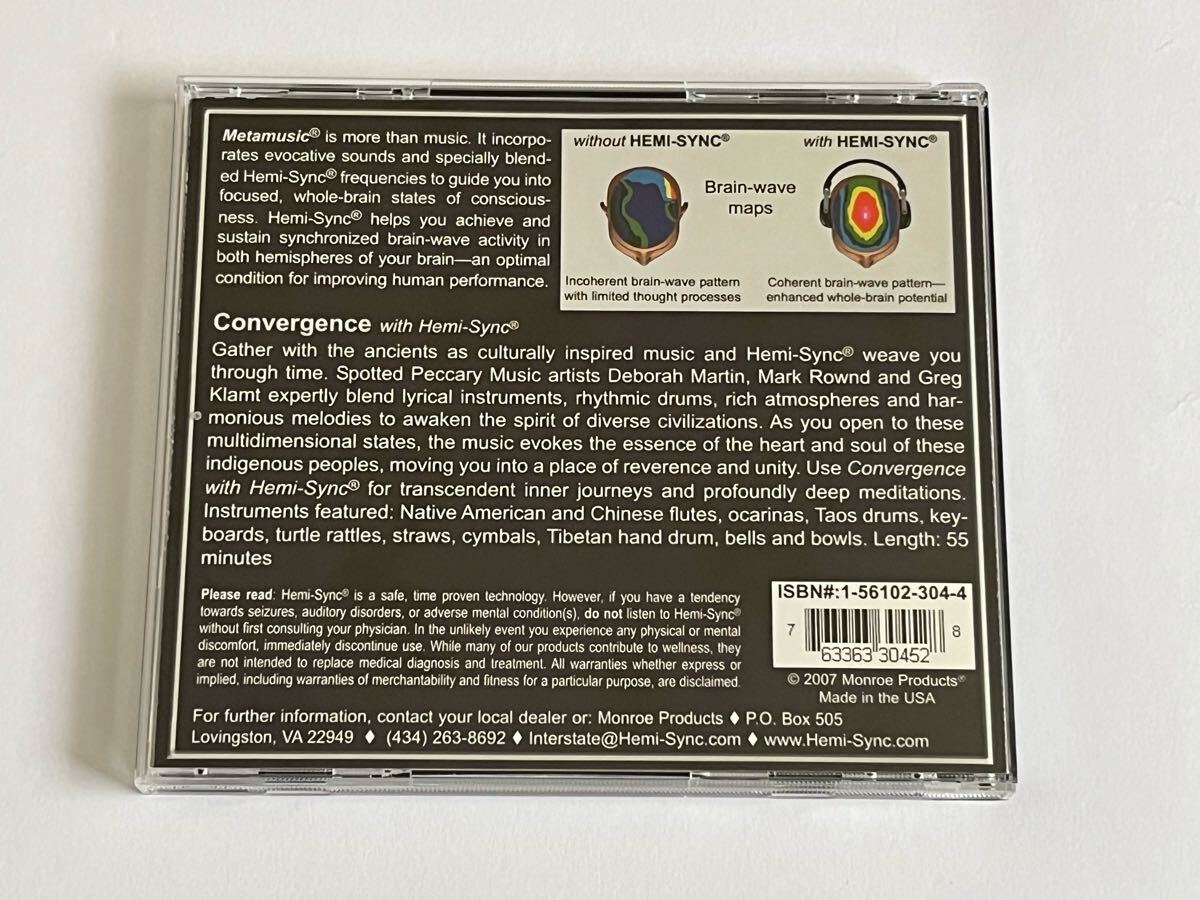 Metamusic® is more than music. It incorpo-
rates evocative sounds and specially blend-
ed Hemi-Sync® frequencies to guide you into
focused, whole-brain states of conscious-
ness. Hemi-Sync® helps you achieve and
sustain synchronized brain-wave activity in
both hemispheres of your brain—an optimal
condition for improving human performance.
without HEMI-SYNC®
with HEMI-SYNC®
Brain-wave
maps
Incoherent brain-wave pattern
with limited thought processes
Coherent brain-wave pattern—
enhanced whole-brain potential
Convergence with Hemi-Sync®
Gather with the ancients as culturally inspired music and Hemi-Sync® weave you
through time. Spotted Peccary Music artists Deborah Martin, Mark Rownd and Greg
Klamt expertly blend lyrical instruments, rhythmic drums, rich atmospheres and har-
monious melodies to awaken the spirit of diverse civilizations. As you open to these
multidimensional states, the music evokes the essence of the heart and soul of these
indigenous peoples, moving you into a place of reverence and unity. Use Convergence
with Hemi-Sync® for transcendent inner journeys and profoundly deep meditations.
Instruments featured: Native American and Chinese flutes, ocarinas, Taos drums, key-
boards, turtle rattles, straws, cymbals, Tibetan hand drum, bells and bowls. Length: 55
minutes
Please read: Hemi-Sync® is a safe, time proven technology. However, if you have a tendency
towards seizures, auditory disorders, or adverse mental condition(s), do not listen to Hemi-Sync®
without first consulting your physician. In the unlikely event you experience any physical or mental
discomfort, immediately discontinue use. While many of our products contribute to wellness, they
are not intended to replace medical diagnosis and treatment. All warranties whether express or
implied, including warranties of merchantability and fitness for a particular purpose, are disclaimed.
ISBN#:1-56102-304-4
7 63363 30452 8
© 2007 Monroe Products®
Made in the USA
For further information, contact your local dealer or: Monroe Products ♦ P.O. Box 505
Lovingston, VA 22949 ♦ (434) 263-8692 ♦ Interstate@Hemi-Sync.com ♦ www.Hemi-Sync.com